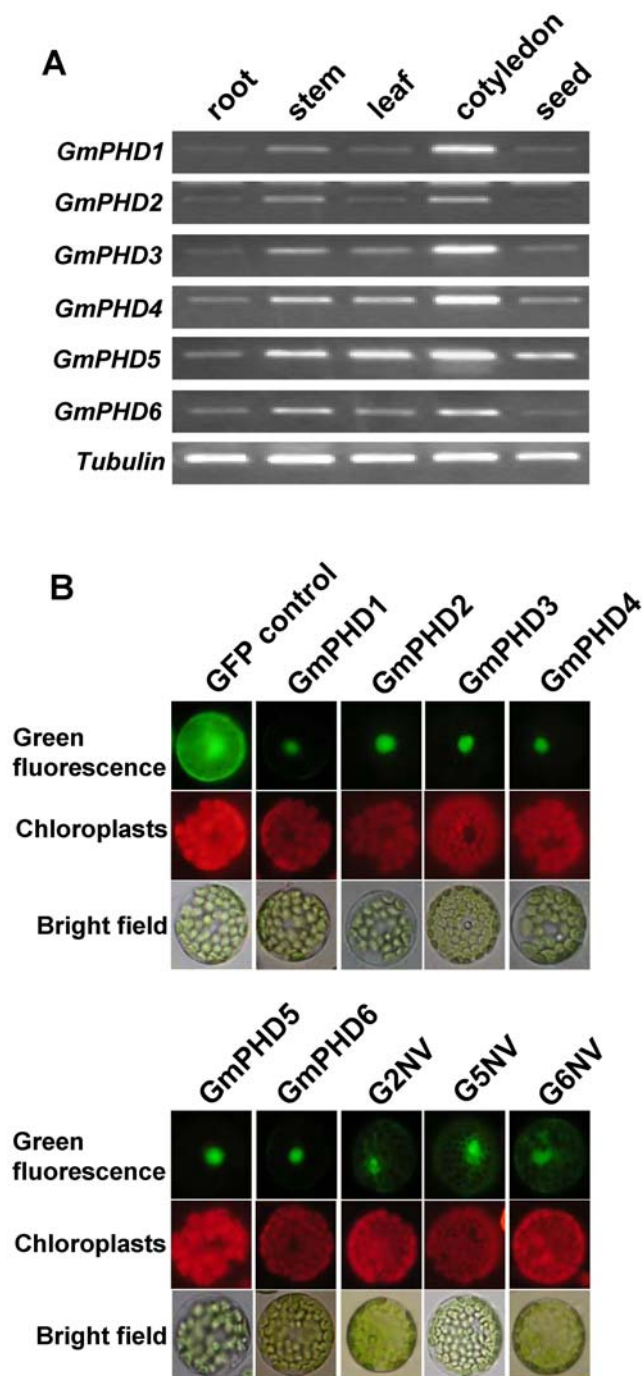 A
root stem leaf cotyledon seed
GmPHD1
GmPHD2
GmPHD3
GmPHD4
GmPHD5
GmPHD6
Tubulin
B
GFP control GmPHD1 GmPHD2 GmPHD3 GmPHD4
Green
fluorescence
Chloroplasts
Bright field
GmPHD5 GmPHD6 G2NV G5NV G6NV
Green
fluorescence
Chloroplasts
Bright field